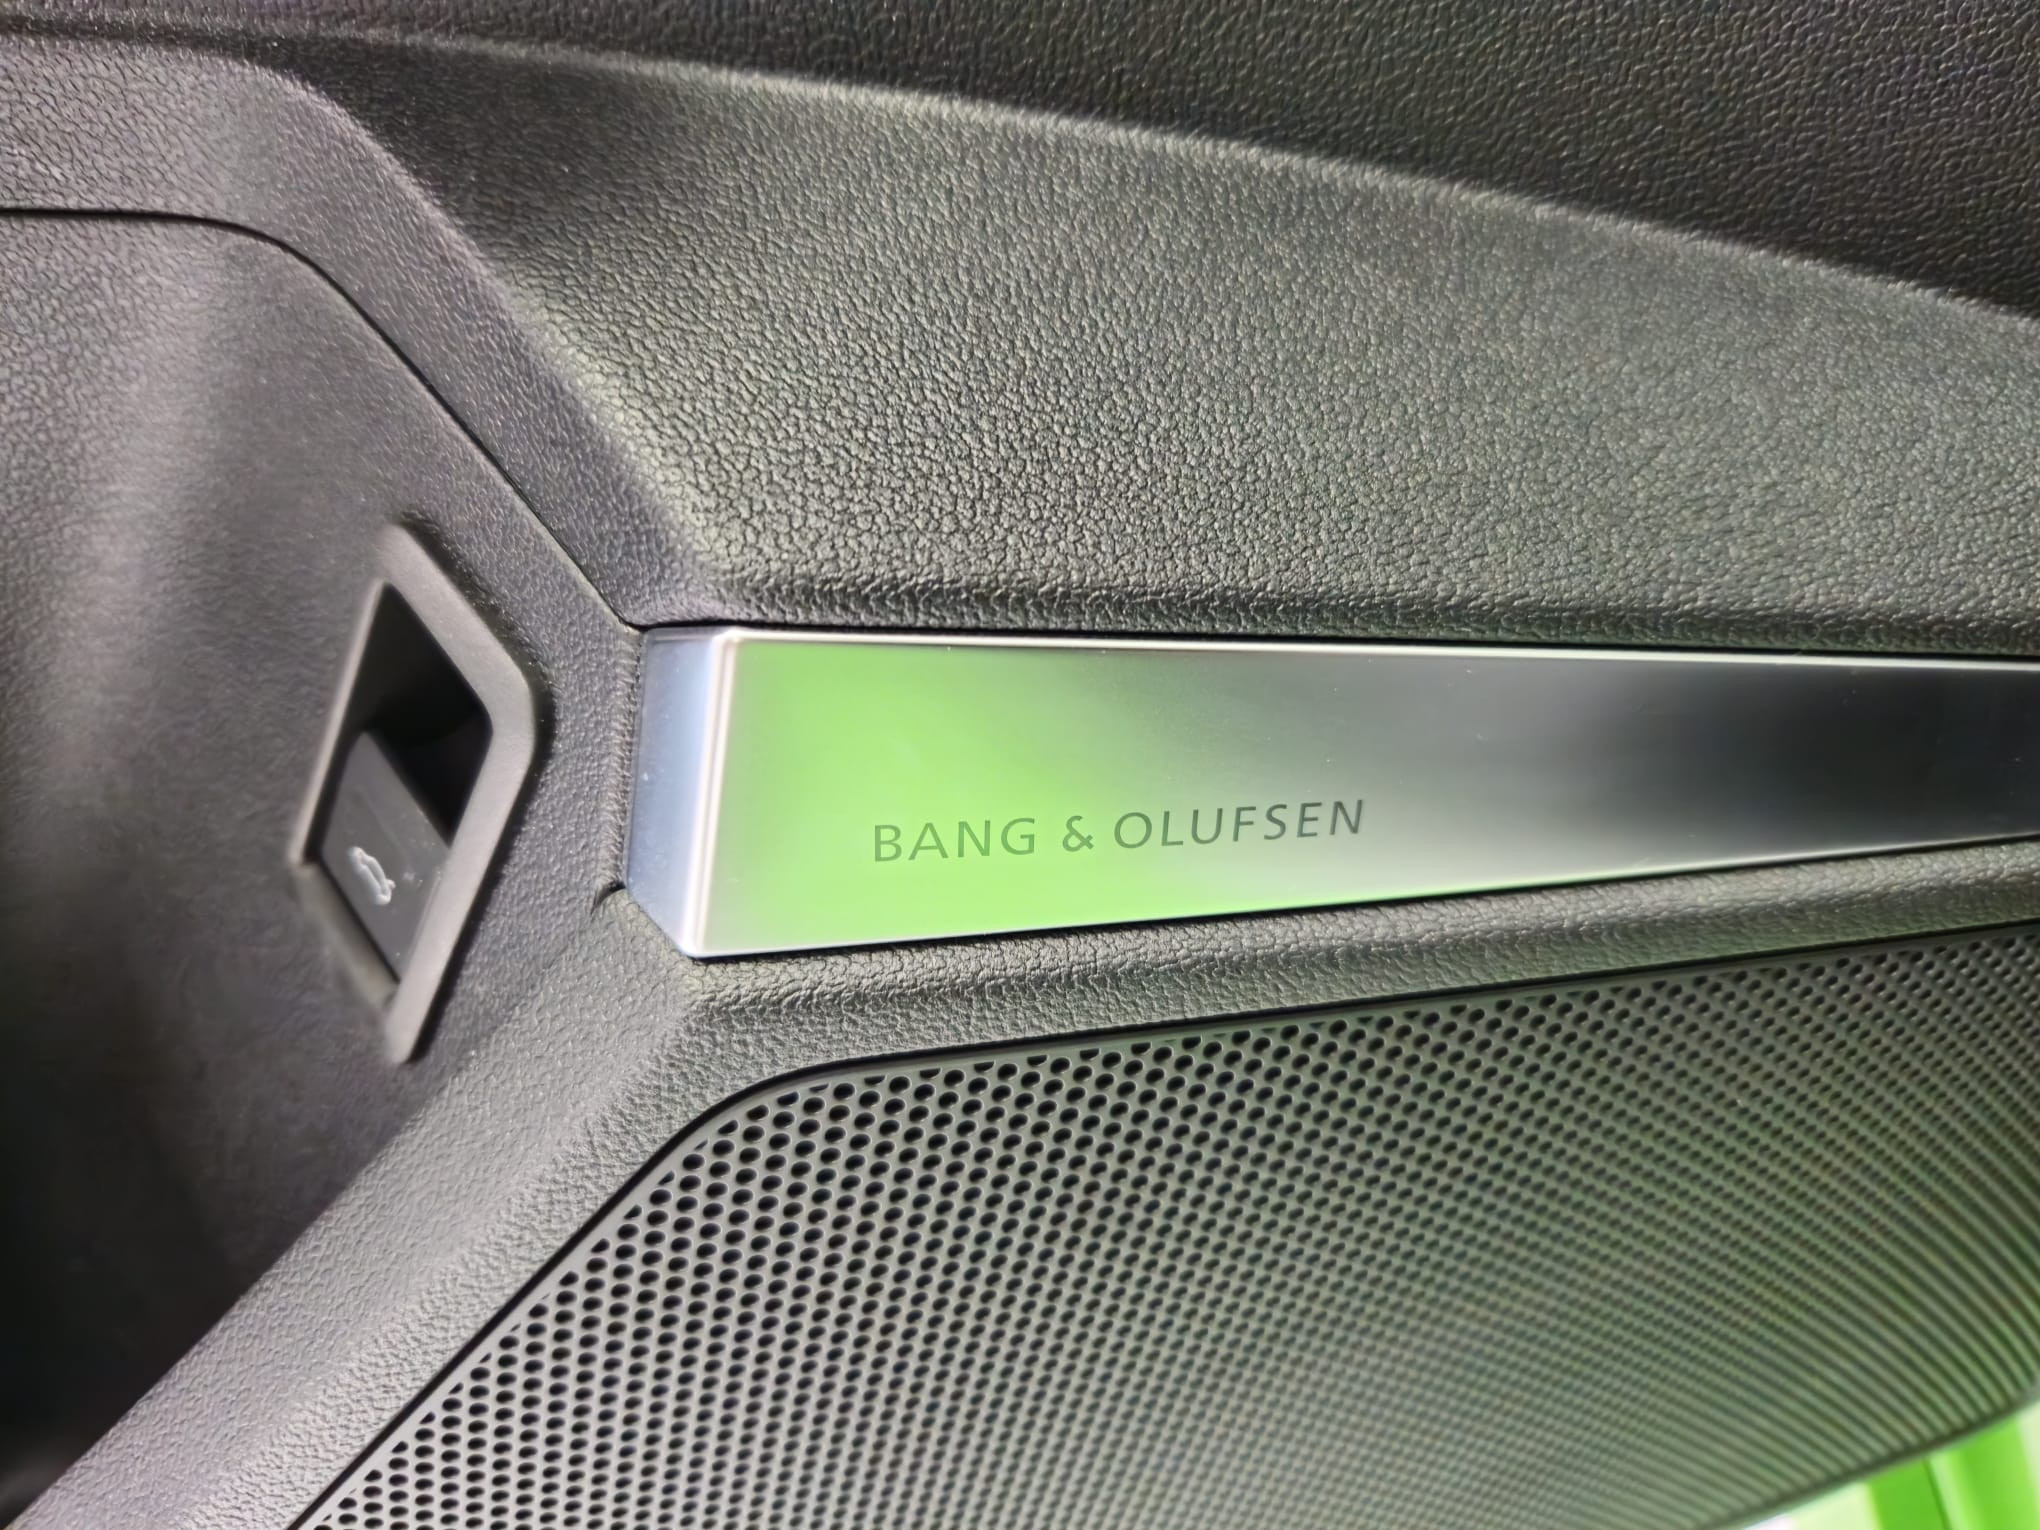 BANG & OLUFSEN